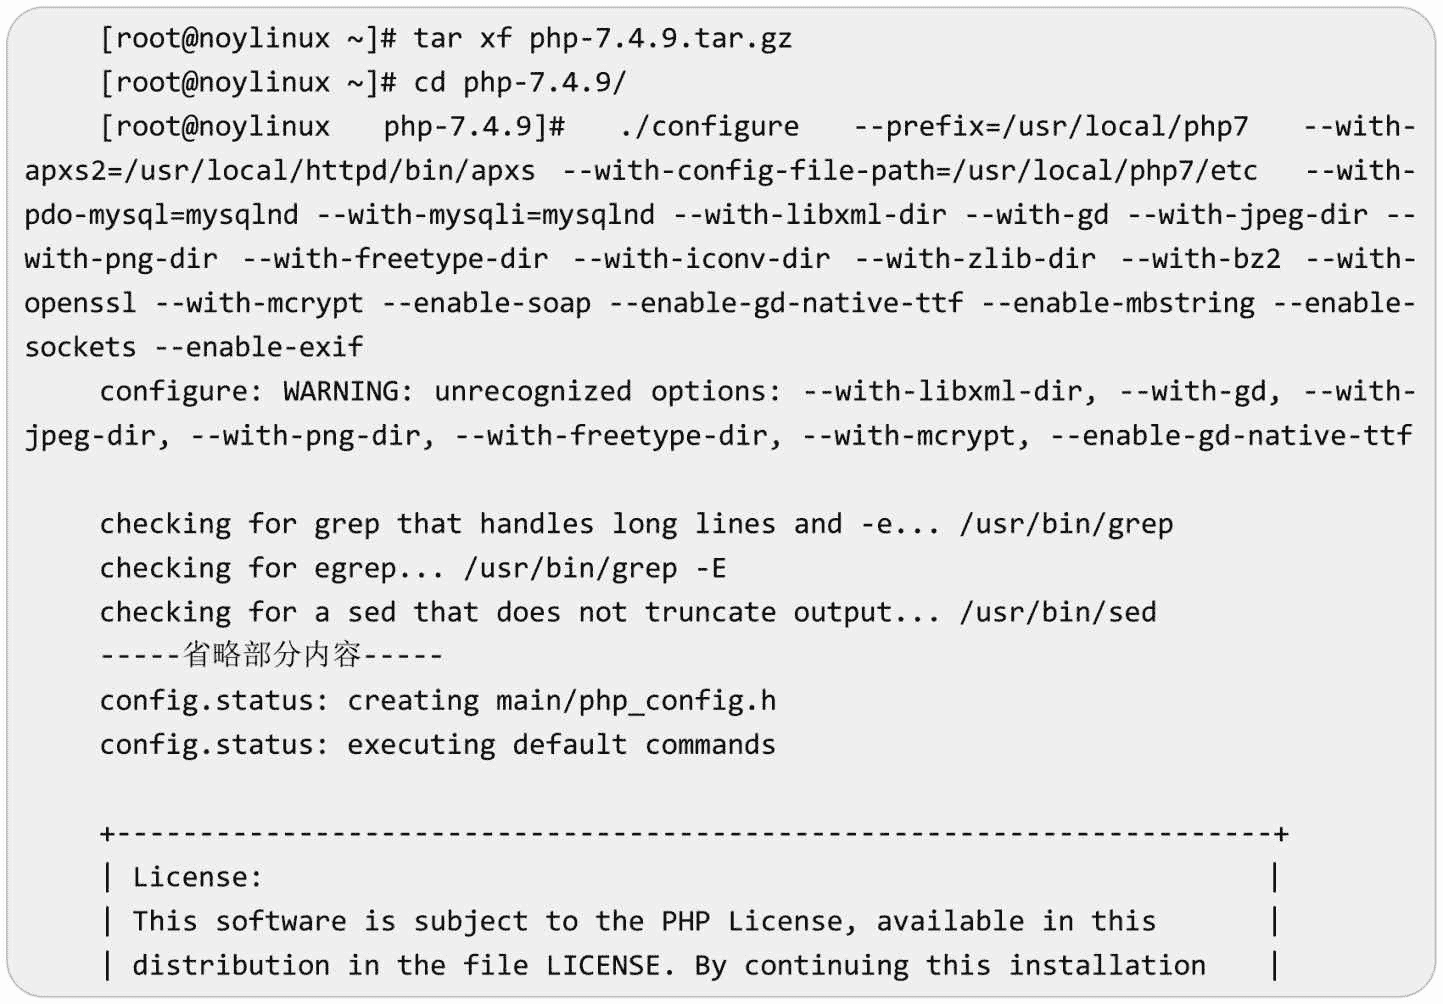 [root@noylinux ~]# tar xf php-7.4.9.tar.gz
[root@noylinux ~]# cd php-7.4.9/
[root@noylinux php-7.4.9]# ./configure --prefix=/usr/local/php7 --with-
apxs2=/usr/local/httpd/bin/apxs --with-config-file-path=/usr/local/php7/etc --with-
pdo-mysql=mysqlnd --with-mysqli=mysqlnd --with-libxml-dir --with-gd --with-jpeg-dir --
with-png-dir --with-freetype-dir --with-iconv-dir --with-zlib-dir --with-bz2 --with-
openssl --with-mcrypt --enable-soap --enable-gd-native-ttf --enable-mbstring --enable-
sockets --enable-exif
configure: WARNING: unrecognized options: --with-libxml-dir, --with-gd, --with-
jpeg-dir, --with-png-dir, --with-freetype-dir, --with-mcrypt, --enable-gd-native-ttf
checking for grep that handles long lines and -e... /usr/bin/grep
checking for egrep... /usr/bin/grep -E
checking for a sed that does not truncate output... /usr/bin/sed
-----省略部分内容-----
config.status: creating main/php_config.h
config.status: executing default commands
+----------------------------------------------------------------------+
| License: |
| This software is subject to the PHP License, available in this |
| distribution in the file LICENSE. By continuing this installation |